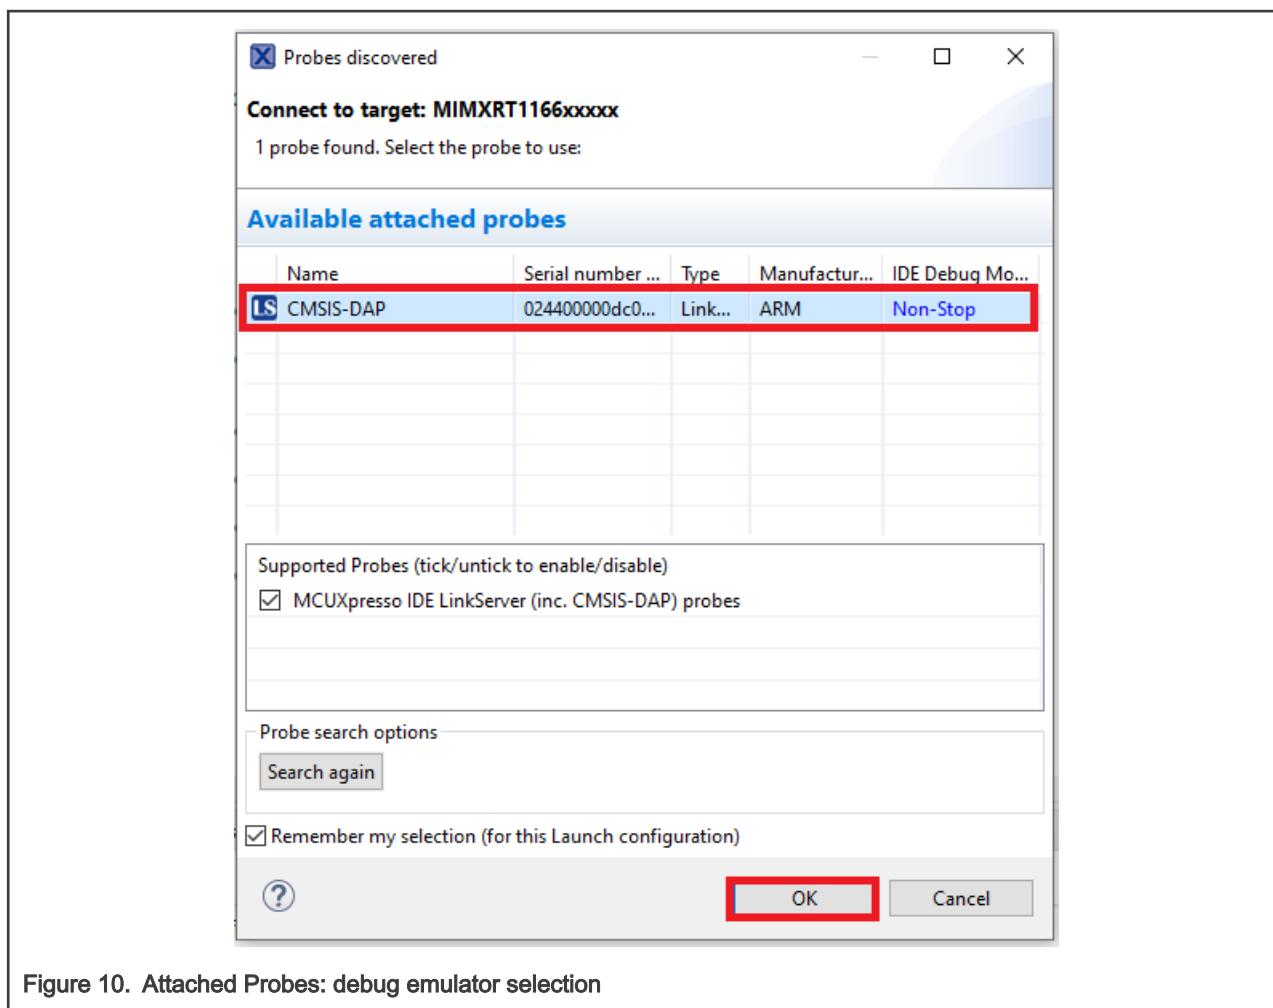 Probes discovered
Connect to target: MIMXRT1166xxxxx
1 probe found. Select the probe to use:
Available attached probes
Name Serial number ... Type Manufactur... IDE Debug Mo...
LS CMSIS-DAP 024400000dc0... Link... ARM Non-Stop
Supported Probes (tick/untick to enable/disable)
MCUXpresso IDE LinkServer (inc. CMSIS-DAP) probes
Probe search options
Search again
Remember my selection (for this Launch configuration)
? OK Cancel
Figure 10. Attached Probes: debug emulator selection